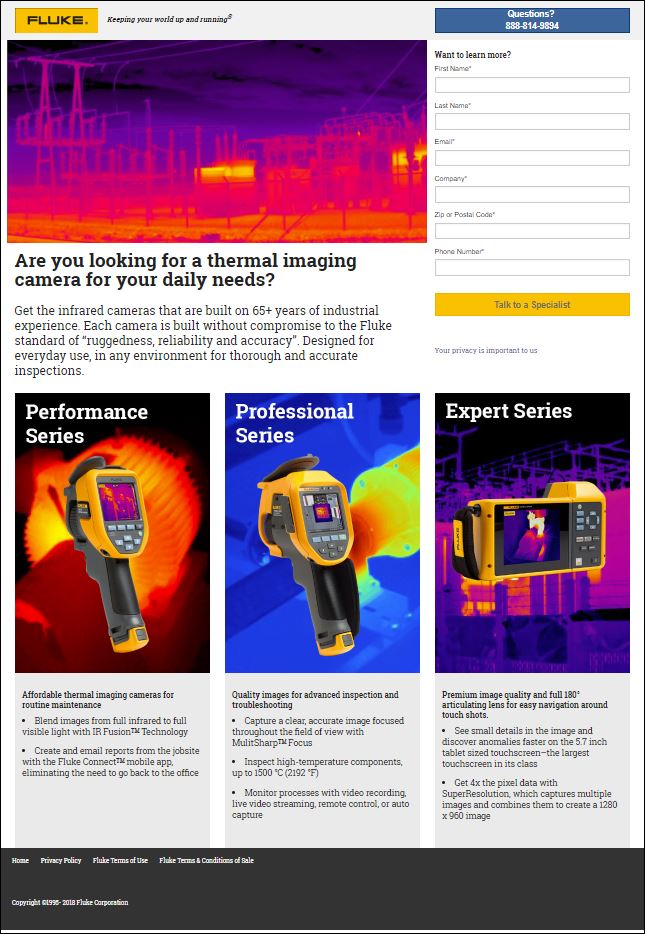 FLUKE®
Keeping your world up and running®
Questions?
888-814-9894
Want to learn more?
First Name*
Last Name*
Email*
Company*
Zip or Postal Code*
Phone Number*
Talk to a Specialist
Your privacy is important to us
Are you looking for a thermal imaging
camera for your daily needs?
Get the infrared cameras that are built on 65+ years of industrial
experience. Each camera is built without compromise to the Fluke
standard of “ruggedness, reliability and accuracy”. Designed for
everyday use, in any environment for thorough and accurate
inspections.
Performance
Series
FLUKE
Affordable thermal imaging cameras for
routine maintenance
• Blend images from full infrared to full
visible light with IR Fusion™ Technology
• Create and email reports from the jobsite
with the Fluke Connect™ mobile app,
eliminating the need to go back to the office
Professional
Series
Quality images for advanced inspection and
troubleshooting
• Capture a clear, accurate image focused
throughout the field of view with
MulitSharp™ Focus
• Inspect high-temperature components,
up to 1500 °C (2192 °F)
• Monitor processes with video recording,
live video streaming, remote control, or auto
capture
Expert Series
FLUKE
FLUKE
Premium image quality and full 180°
articulating lens for easy navigation around
touch shots.
• See small details in the image and
discover anomalies faster on the 5.7 inch
tablet sized touchscreen—the largest
touchscreen in its class
• Get 4x the pixel data with
SuperResolution, which captures multiple
images and combines them to create a 1280
x 960 image
Home Privacy Policy Fluke Terms of Use Fluke Terms & Conditions of Sale
Copyright ©1995- 2018 Fluke Corporation